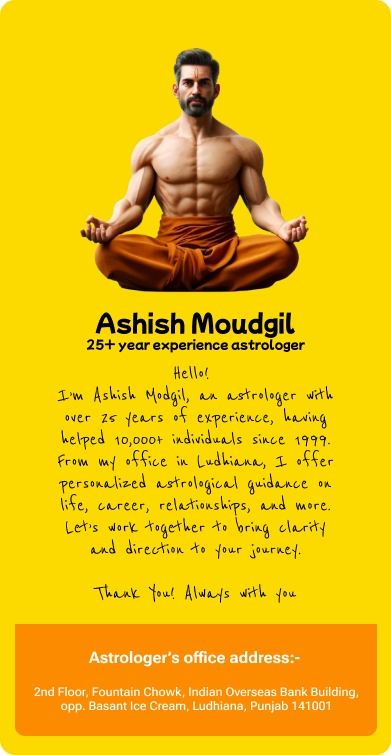 Ashish Moudgil
25+ year experience astrologer
Hello!
I'm Ashish Modgil, an astrologer with
over 25 years of experience, having
helped 10,000+ individuals since 1999.
From my office in Ludhiana, I offer
personalized astrological guidance on
life, career, relationships, and more.
Let's work together to bring clarity
and direction to your journey.
Thank You! Always with you
Astrologer's office address:-
2nd Floor, Fountain Chowk, Indian Overseas Bank Building,
opp. Basant Ice Cream, Ludhiana, Punjab 141001